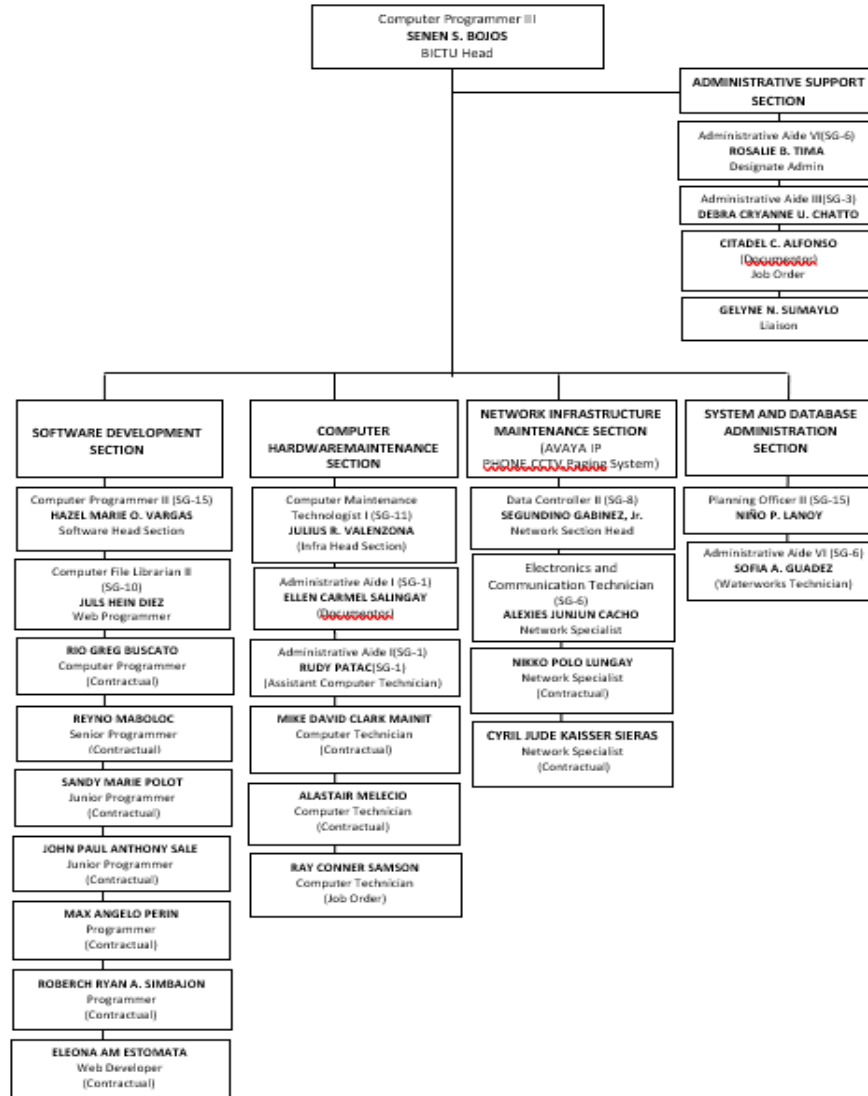 Computer Programmer III
SENEN S. BOJOS
BICTU Head
ADMINISTRATIVE SUPPORT
SECTION
Administrative Aide VI(SG-6)
ROSALIE B. TIMA
Designate Admin
Administrative Aide III(SG-3)
DEBRA CRYANNE U. CHATTO
CITADEL C. ALFONSO
(Documentor)
Job Order
GELYNE N. SUMAYLO
Liaison
SOFTWARE DEVELOPMENT
SECTION
Computer Programmer II (SG-15)
HAZEL MARIE O. VARGAS
Software Head Section
Computer File Librarian II
(SG-10)
JULS HEIN DIEZ
Web Programmer
RIO GREG BUSCATO
Computer Programmer
(Contractual)
REYNO MABOLOC
Senior Programmer
(Contractual)
SANDY MARIE POLOT
Junior Programmer
(Contractual)
JOHN PAUL ANTHONY SALE
Junior Programmer
(Contractual)
MAX ANGELO PERIN
Programmer
(Contractual)
ROBERCH RYAN A. SIMBAJON
Programmer
(Contractual)
ELEONA AM ESTOMATA
Web Developer
(Contractual)
COMPUTER
HARDWAREMAINTENANCE
SECTION
Computer Maintenance
Technologist I (SG-11)
JULIUS R. VALENZONA
(Infra Head Section)
Administrative Aide I (SG-1)
ELLEN CARMEL SALINGAY
(Documentor)
Administrative Aide I(SG-1)
RUDY PATAC(SG-1)
(Assistant Computer Technician)
MIKE DAVID CLARK MAINIT
Computer Technician
(Contractual)
ALASTAIR MELECIO
Computer Technician
(Contractual)
RAY CONNER SAMSON
Computer Technician
(Job Order)
NETWORK INFRASTRUCTURE
MAINTENANCE SECTION
(AVAYA IP
PHONE,CCTV,Paging System)
Data Controller II (SG-8)
SEGUNDINO GABINEZ, Jr.
Network Section Head
Electronics and
Communication Technician
(SG-6)
ALEXIES JUNJUN CACHO
Network Specialist
NIKKO POLO LUNGAY
Network Specialist
(Contractual)
CYRIL JUDE KAISSER SIERAS
Network Specialist
(Contractual)
SYSTEM AND DATABASE
ADMINISTRATION
SECTION
Planning Officer II (SG-15)
NIÑO P. LANOY
Administrative Aide VI (SG-6)
SOFIA A. GUADEZ
(Waterworks Technician)